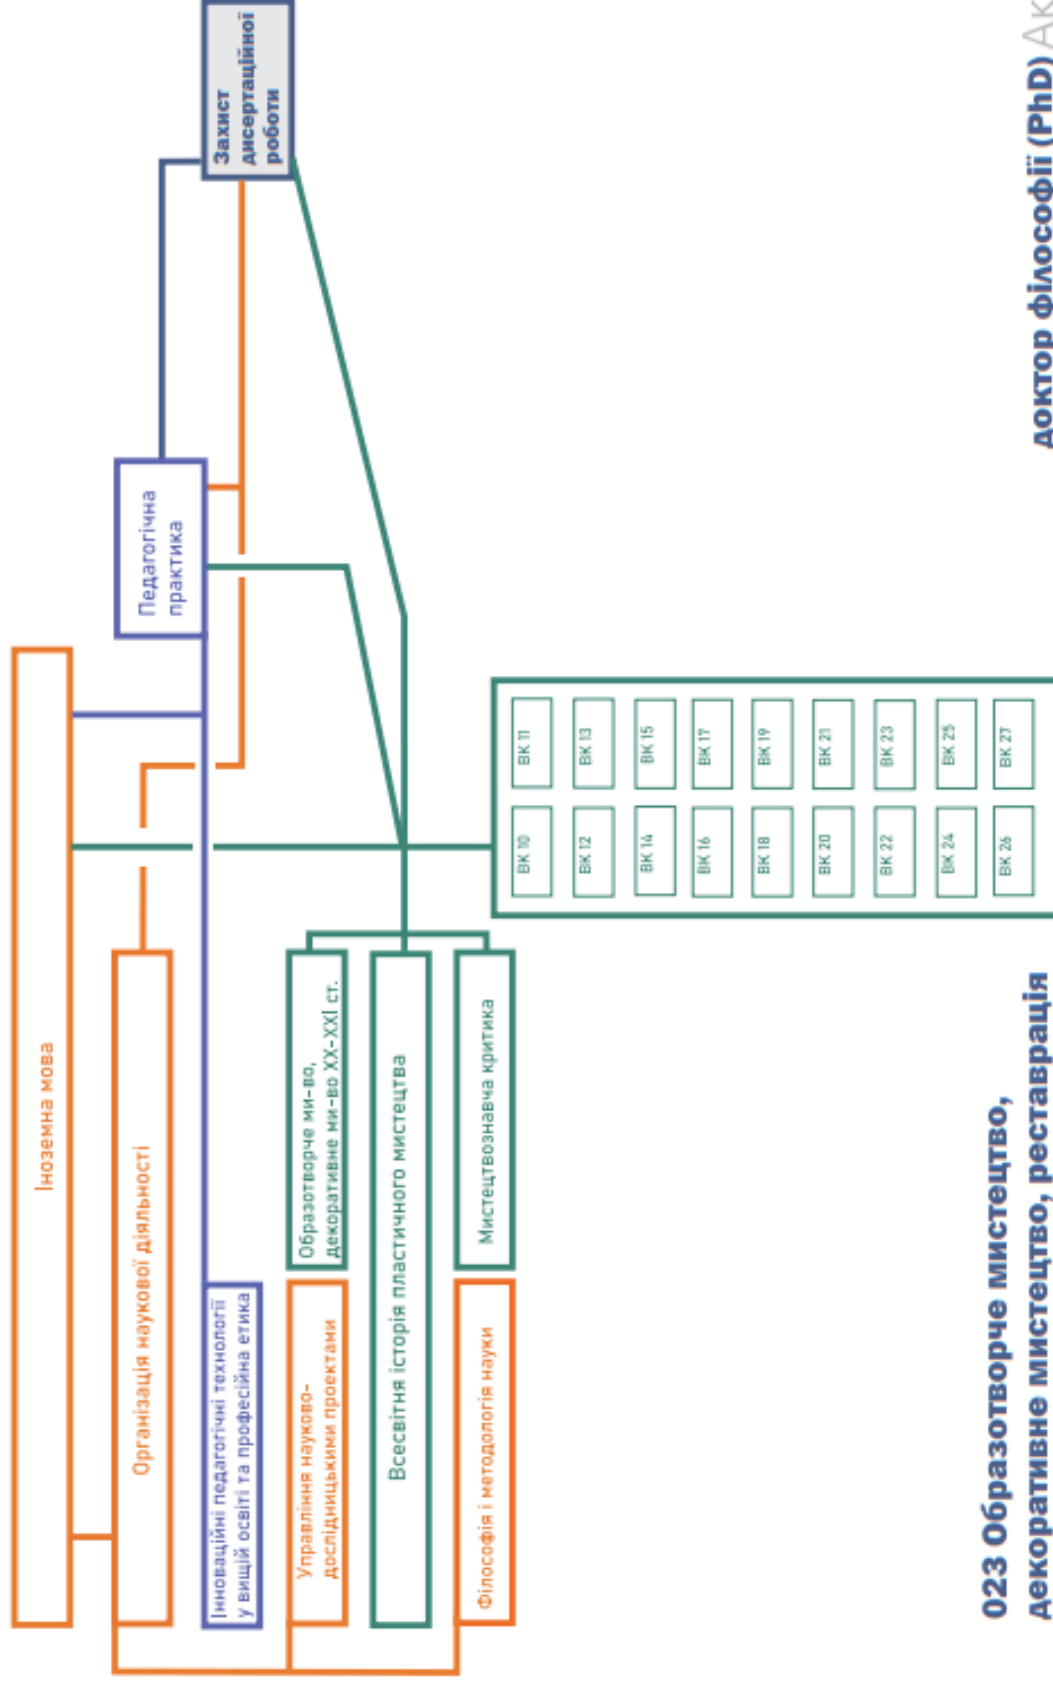 Іноземна мова
Організація наукової діяльності
Інноваційні педагогічні технології
у вищій освіті та професійна етика
Управління науково-
дослідницькими проектами
Образотворче ми-во,
декоративне ми-во XX-XXI ст.
Всесвітня історія пластичного мистецтва
Філософія і методологія науки
Мистецтвознавча критика
Педагогічна
практика
Захист
дисертаційної
роботи
ВК 10
ВК 11
ВК 12
ВК 13
ВК 14
ВК 15
ВК 16
ВК 17
ВК 18
ВК 19
ВК 20
ВК 21
ВК 22
ВК 23
ВК 24
ВК 25
ВК 26
ВК 27
023 Образотворче мистецтво,
декоративне мистецтво, реставрація
доктор філософії (PhD)
Ак